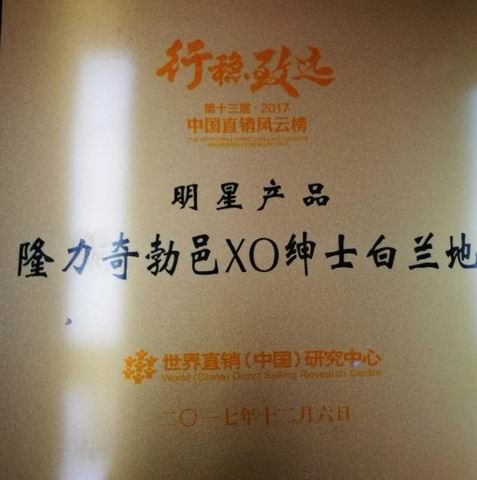 行稳致远
第十三届·2017
中国直销风云榜
明星产品
隆力奇勃邑XO绅士白兰地
世界直销(中国)研究中心
World (China) Direct Selling Research Centre
二〇一七年十二月六日